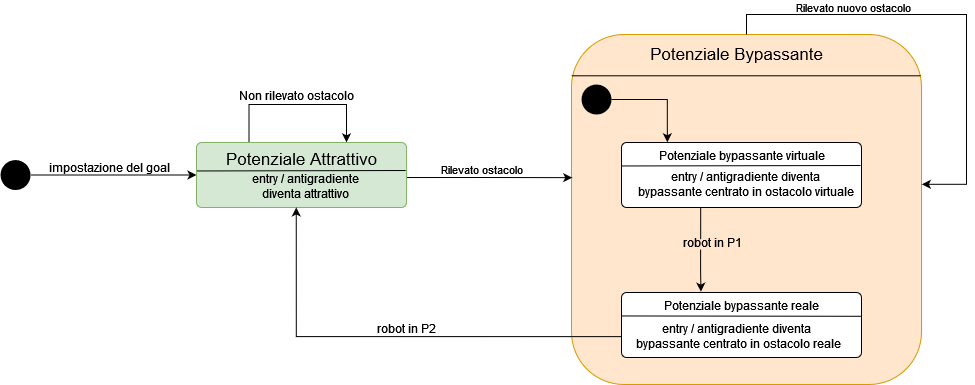 Rilevato nuovo ostacolo
Potenziale Bypassante
Non rilevato ostacolo
impostazione del goal
Potenziale Attrattivo
entry / antigradiente
diventa attrattivo
Rilevato ostacolo
Potenziale bypassante virtuale
entry / antigradiente diventa
bypassante centrato in ostacolo virtuale
robot in P1
Potenziale bypassante reale
entry / antigradiente diventa
bypassante centrato in ostacolo reale
robot in P2